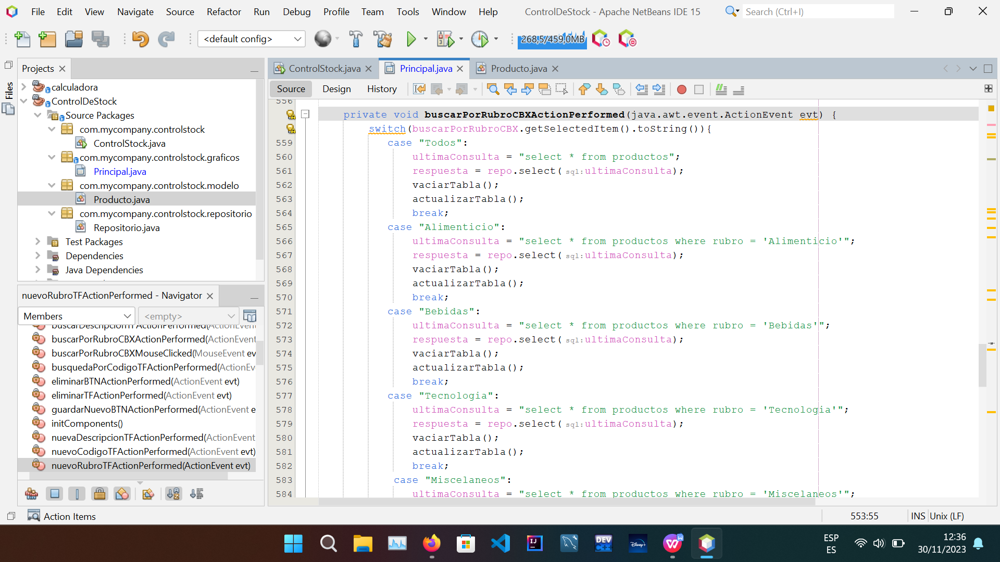 File Edit View Navigate Source Refactor Run Debug Profile Team Tools Window Help ControlDeStock - Apache NetBeans IDE 15 Search (Ctrl+I)
<default config> 268,5/459,0MB
Files
Projects
calculadora
ControlDeStock
Source Packages
com.mycompany.controlstock
ControlStock.java
com.mycompany.controlstock.graficos
Principal.java
com.mycompany.controlstock.modelo
Producto.java
com.mycompany.controlstock.repositorio
Repositorio.java
Test Packages
Dependencies
Java Dependencies
nuevoRubroTFActionPerformed - Navigator
Members <empty>
buscarDescripcionTFActionPerformed(ActionEvent
buscarPorRubroCBXActionPerformed(ActionEvent
buscarPorRubroCBXMouseClicked(MouseEvent ev
busquedaPorCodigoTFActionPerformed(ActionEv
eliminarBTNActionPerformed(ActionEvent evt)
eliminarTFActionPerformed(ActionEvent evt)
guardarNuevoBTNActionPerformed(ActionEvent e
initComponents()
nuevaDescripcionTFActionPerformed(ActionEvent
nuevoCodigoTFActionPerformed(ActionEvent evt)
nuevoRubroTFActionPerformed(ActionEvent evt)
ControlStock.java Principal.java Producto.java
Source Design History
556
private void buscarPorRubroCBXActionPerformed(java.awt.event.ActionEvent evt) {
switch(buscarPorRubroCBX.getSelectedItem().toString()){
559 case "Todos":
560 ultimaConsulta = "select * from productos";
561 respuesta = repo.select(sql:ultimaConsulta);
562 vaciarTabla();
563 actualizarTabla();
564 break;
565 case "Alimenticio":
566 ultimaConsulta = "select * from productos where rubro = 'Alimenticio'";
567 respuesta = repo.select(sql:ultimaConsulta);
568 vaciarTabla();
569 actualizarTabla();
570 break;
571 case "Bebidas":
572 ultimaConsulta = "select * from productos where rubro = 'Bebidas'";
573 respuesta = repo.select(sql:ultimaConsulta);
574 vaciarTabla();
575 actualizarTabla();
576 break;
577 case "Tecnologia":
578 ultimaConsulta = "select * from productos where rubro = 'Tecnologia'";
579 respuesta = repo.select(sql:ultimaConsulta);
580 vaciarTabla();
581 actualizarTabla();
582 break;
583 case "Miscelaneos":
584 ultimaConsulta = "select * from productos where rubro = 'Miscelaneos'";
Action Items 553:55 INS Unix (LF)
IJ DEV C++ Disney+ W
ESP
ES
12:36
30/11/2023